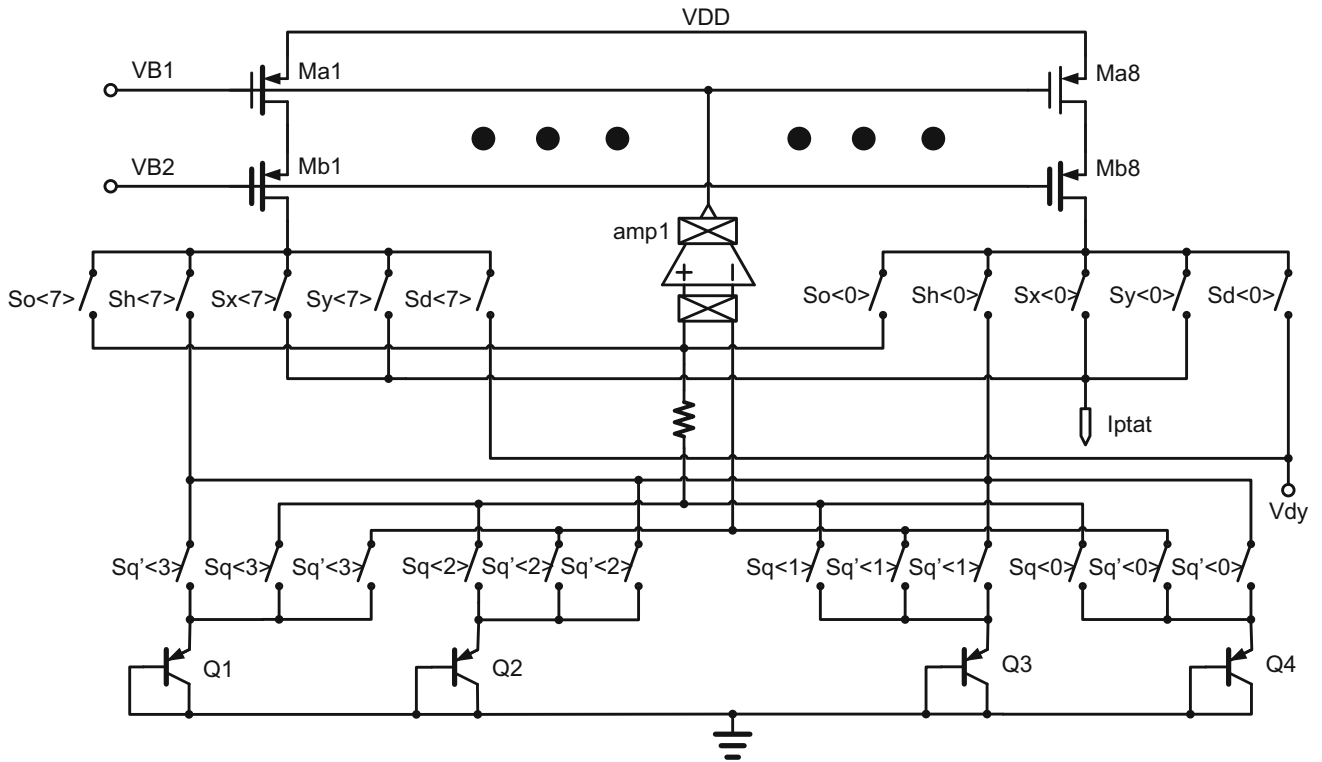 VDD
VB1
Ma1
Ma8
VB2
Mb1
Mb8
amp1
+ −
So<7> Sh<7> Sx<7> Sy<7> Sd<7>
So<0> Sh<0> Sx<0> Sy<0> Sd<0>
Iptat
Vdy
Sq'<3> Sq<3> Sq'<3> Sq<2> Sq'<2> Sq'<2> Sq<1> Sq'<1> Sq'<1> Sq<0> Sq'<0> Sq'<0>
Q1 Q2 Q3 Q4